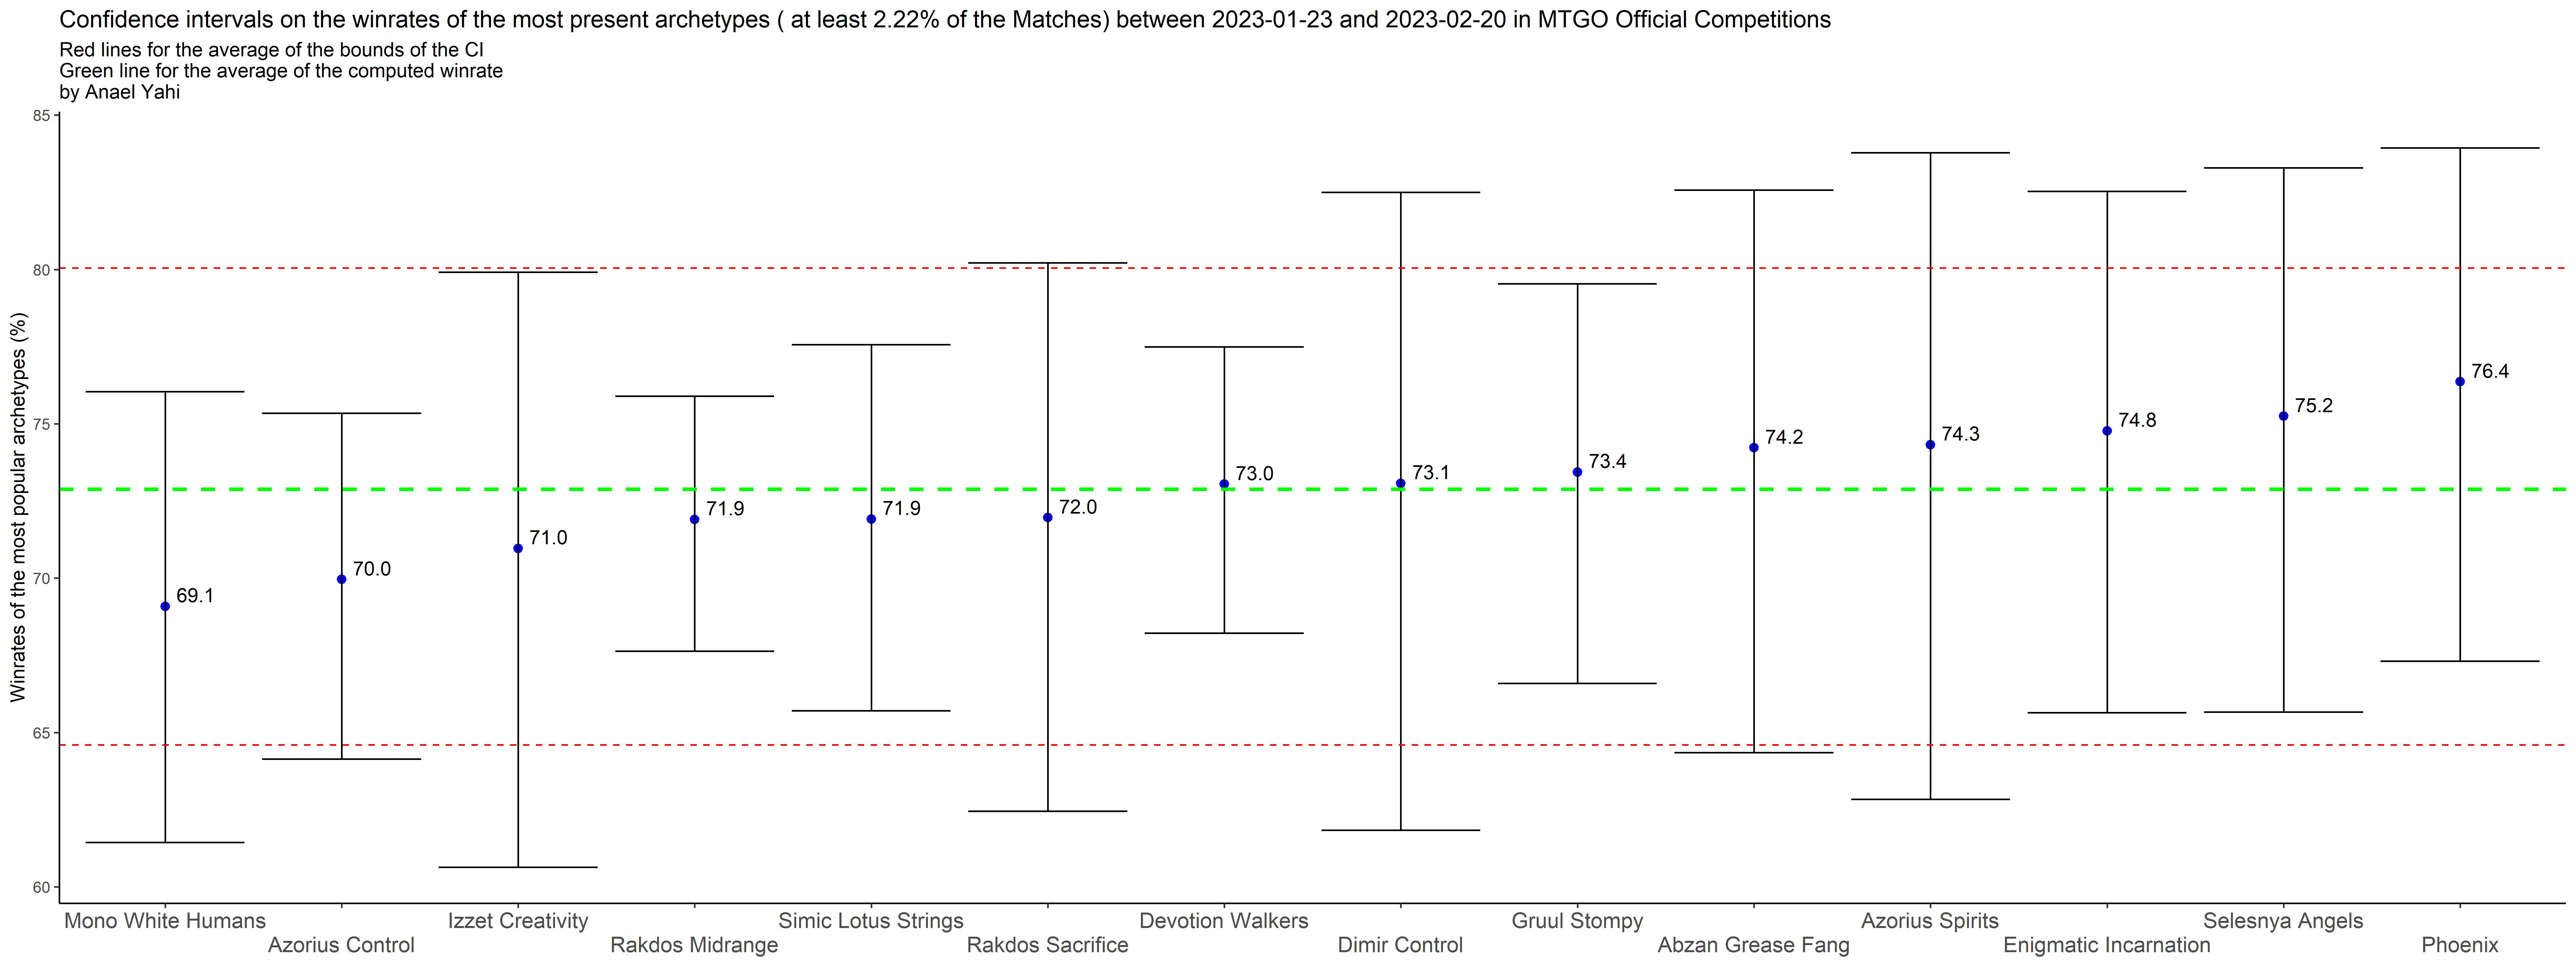 Confidence intervals on the winrates of the most present archetypes ( at least 2.22% of the Matches) between 2023-01-23 and 2023-02-20 in MTGO Official Competitions
Red lines for the average of the bounds of the CI
Green line for the average of the computed winrate
by Anael Yahi
Winrates of the most popular archetypes (%)
85
80
75
70
65
60
69.1
70.0
71.0
71.9
71.9
72.0
73.0
73.1
73.4
74.2
74.3
74.8
75.2
76.4
Mono White Humans
Azorius Control
Izzet Creativity
Rakdos Midrange
Simic Lotus Strings
Rakdos Sacrifice
Devotion Walkers
Dimir Control
Gruul Stompy
Abzan Grease Fang
Azorius Spirits
Enigmatic Incarnation
Selesnya Angels
Phoenix